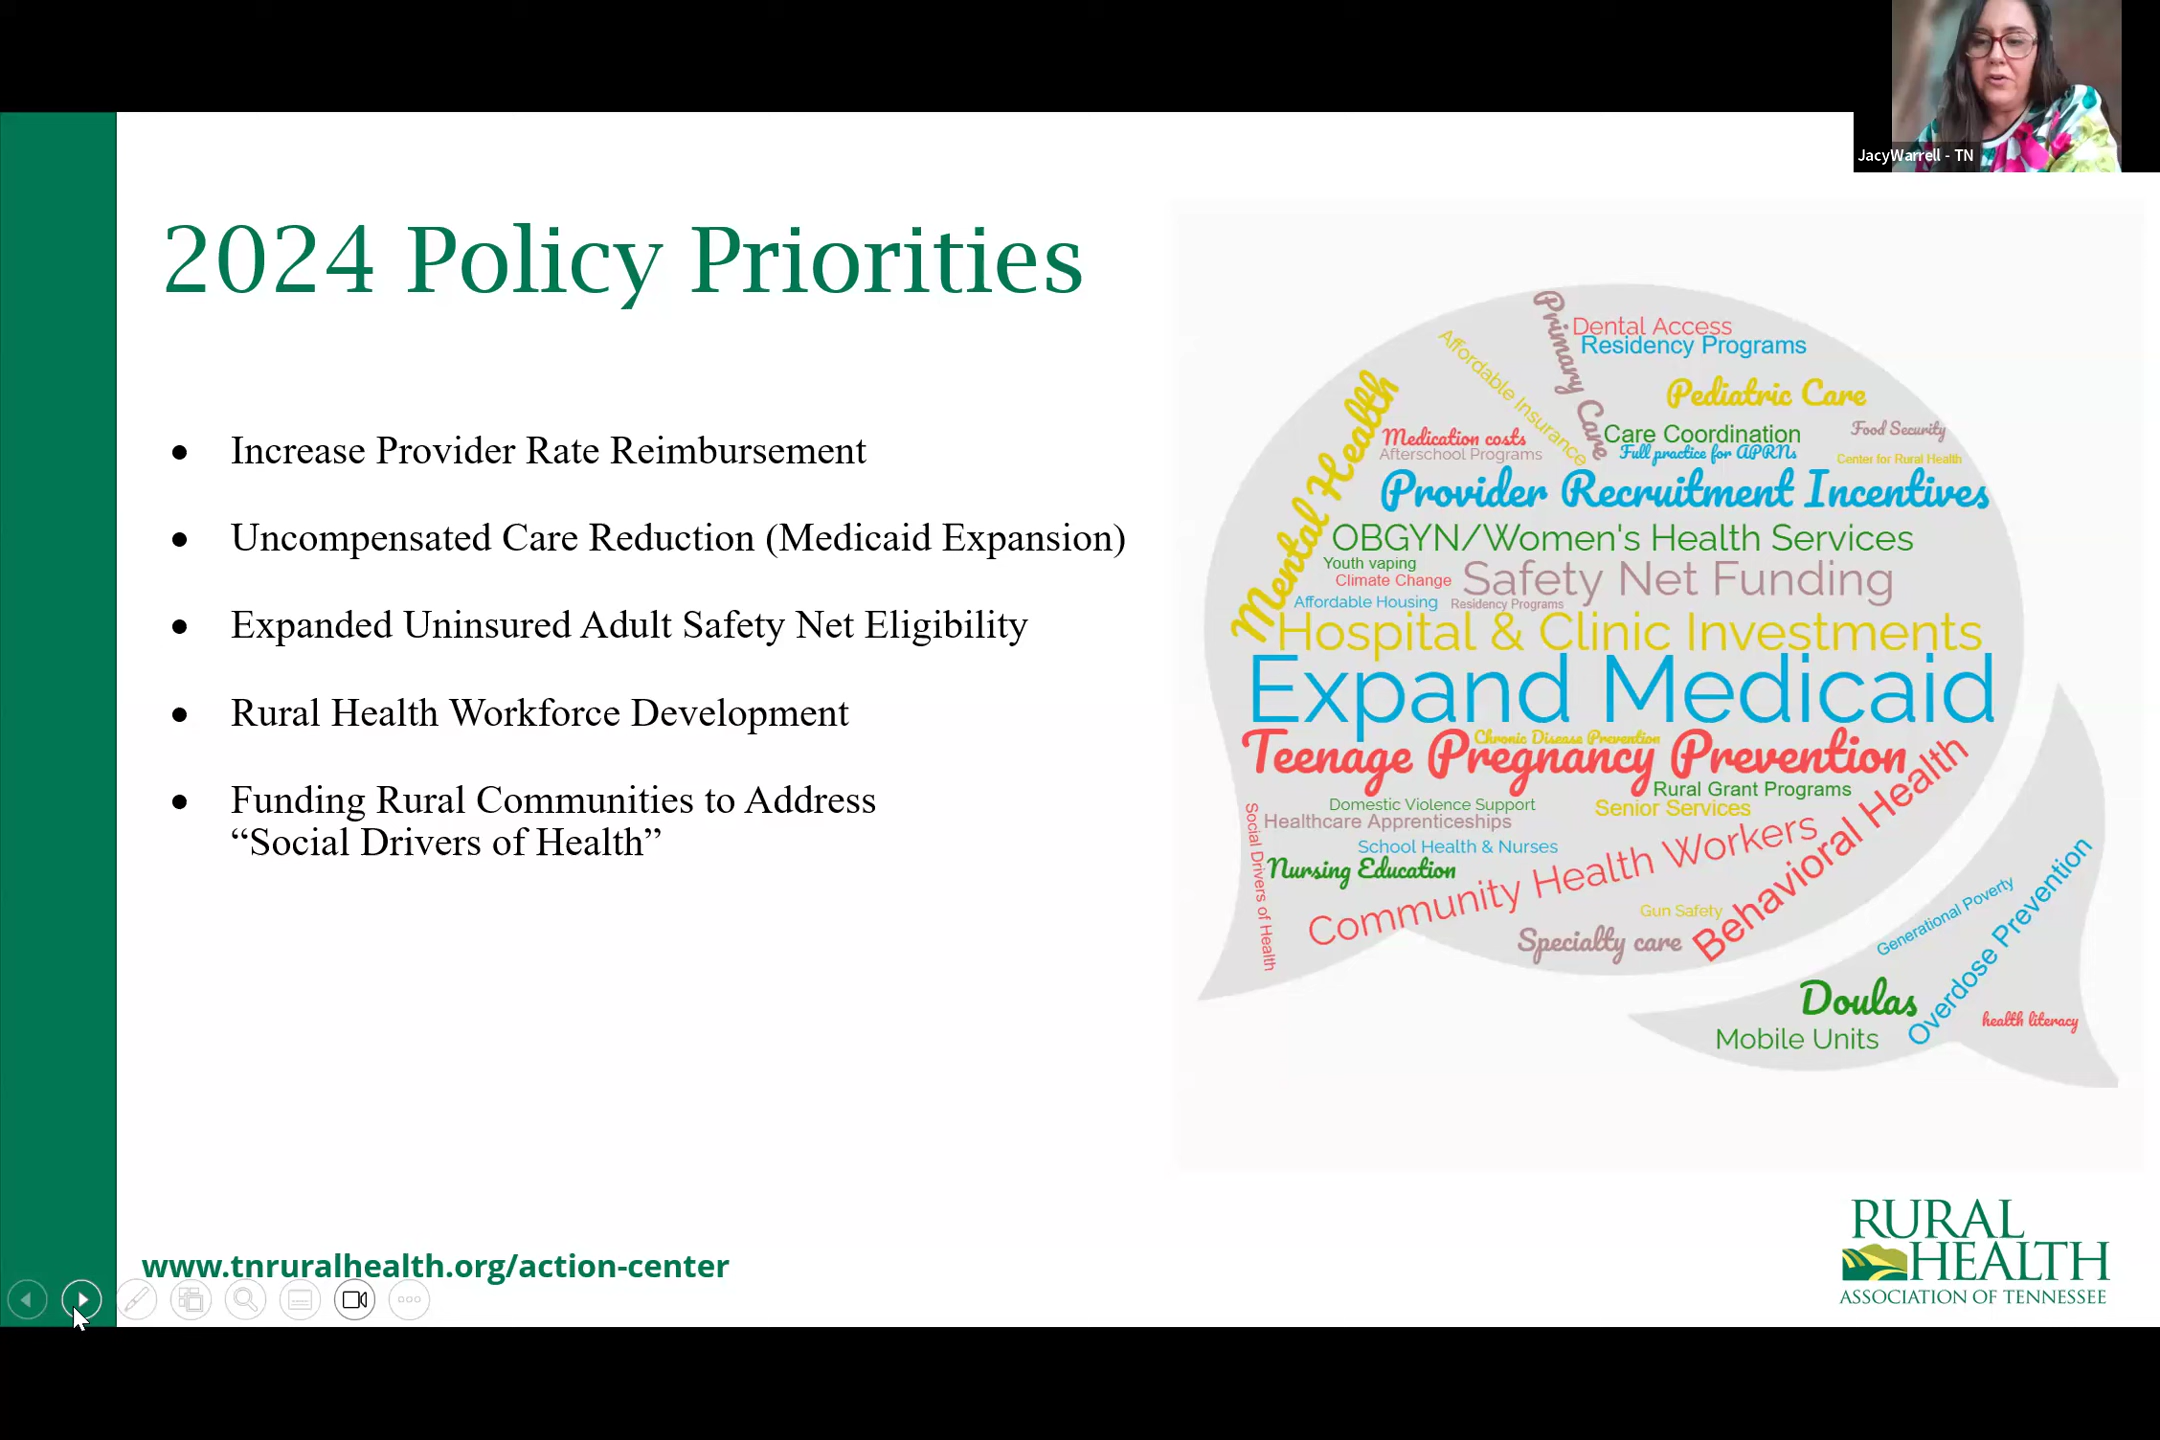 JacyWarrell - TN
2024 Policy Priorities
• Increase Provider Rate Reimbursement
• Uncompensated Care Reduction (Medicaid Expansion)
• Expanded Uninsured Adult Safety Net Eligibility
• Rural Health Workforce Development
• Funding Rural Communities to Address
“Social Drivers of Health”
Primary Care
Dental Access
Residency Programs
Affordable Insurance
Mental Health
Pediatric Care
Medication costs
Care Coordination
Food Security
Afterschool Programs
Full practice for APRNs
Center for Rural Health
Provider Recruitment Incentives
OBGYN/Women's Health Services
Youth vaping
Climate Change
Safety Net Funding
Affordable Housing
Residency Programs
Hospital & Clinic Investments
Expand Medicaid
Chronic Disease Prevention
Teenage Pregnancy Prevention
Rural Grant Programs
Domestic Violence Support
Senior Services
Healthcare Apprenticeships
Social Drivers of Health
School Health & Nurses
Nursing Education
Community Health Workers
Behavioral Health
Gun Safety
Specialty care
Generational Poverty
Overdose Prevention
Doulas
health literacy
Mobile Units
www.tnruralhealth.org/action-center
RURAL
HEALTH
ASSOCIATION OF TENNESSEE